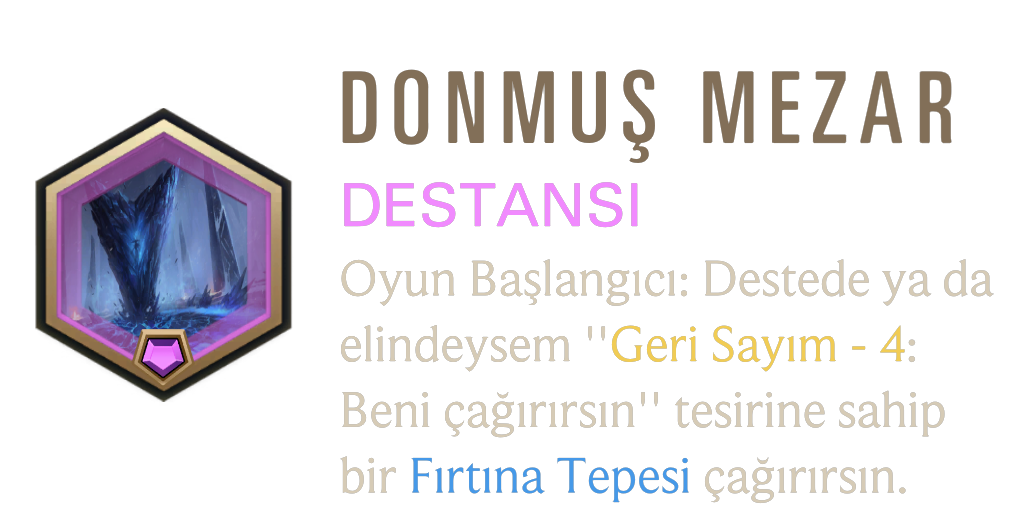 DONMUŞ MEZAR
DESTANSI
Oyun Başlangıcı: Destede ya da
elindeysem ''Geri Sayım - 4:
Beni çağırırsın'' tesirine sahip
bir Fırtına Tepesi çağırırsın.